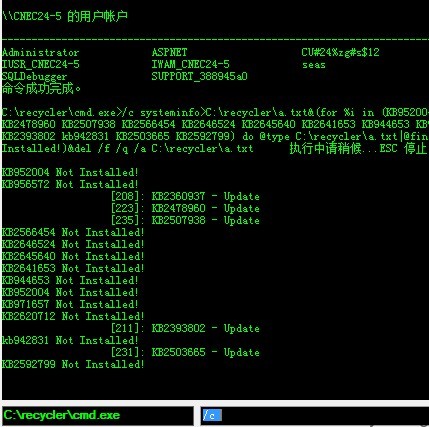 \\CNEC24-5 的用户帐户
-------------------------------------------------------------------------------
Administrator ASPNET CU#24%zg#s$12
IUSR_CNEC24-5 IWAM_CNEC24-5 seas
SQLDebugger SUPPORT_388945a0
命令成功完成。
C:\recycler\cmd.exe>/c systeminfo>C:\recycler\a.txt&(for %i in (KB95200
KB2478960 KB2507938 KB2566454 KB2646524 KB2645640 KB2641653 KB944653 KB9
KB2393802 kb942831 KB2503665 KB2592799) do @type C:\recycler\a.txt|@fin
Installed!)&del /f /q /a C:\recycler\a.txt 执行中请稍候...ESC 停止
KB952004 Not Installed!
KB956572 Not Installed!
[208]: KB2360937 - Update
[223]: KB2478960 - Update
[235]: KB2507938 - Update
KB2566454 Not Installed!
KB2646524 Not Installed!
KB2645640 Not Installed!
KB2641653 Not Installed!
KB944653 Not Installed!
KB952004 Not Installed!
KB971657 Not Installed!
KB2620712 Not Installed!
[211]: KB2393802 - Update
kb942831 Not Installed!
[231]: KB2503665 - Update
KB2592799 Not Installed!
C:\recycler\cmd.exe /c